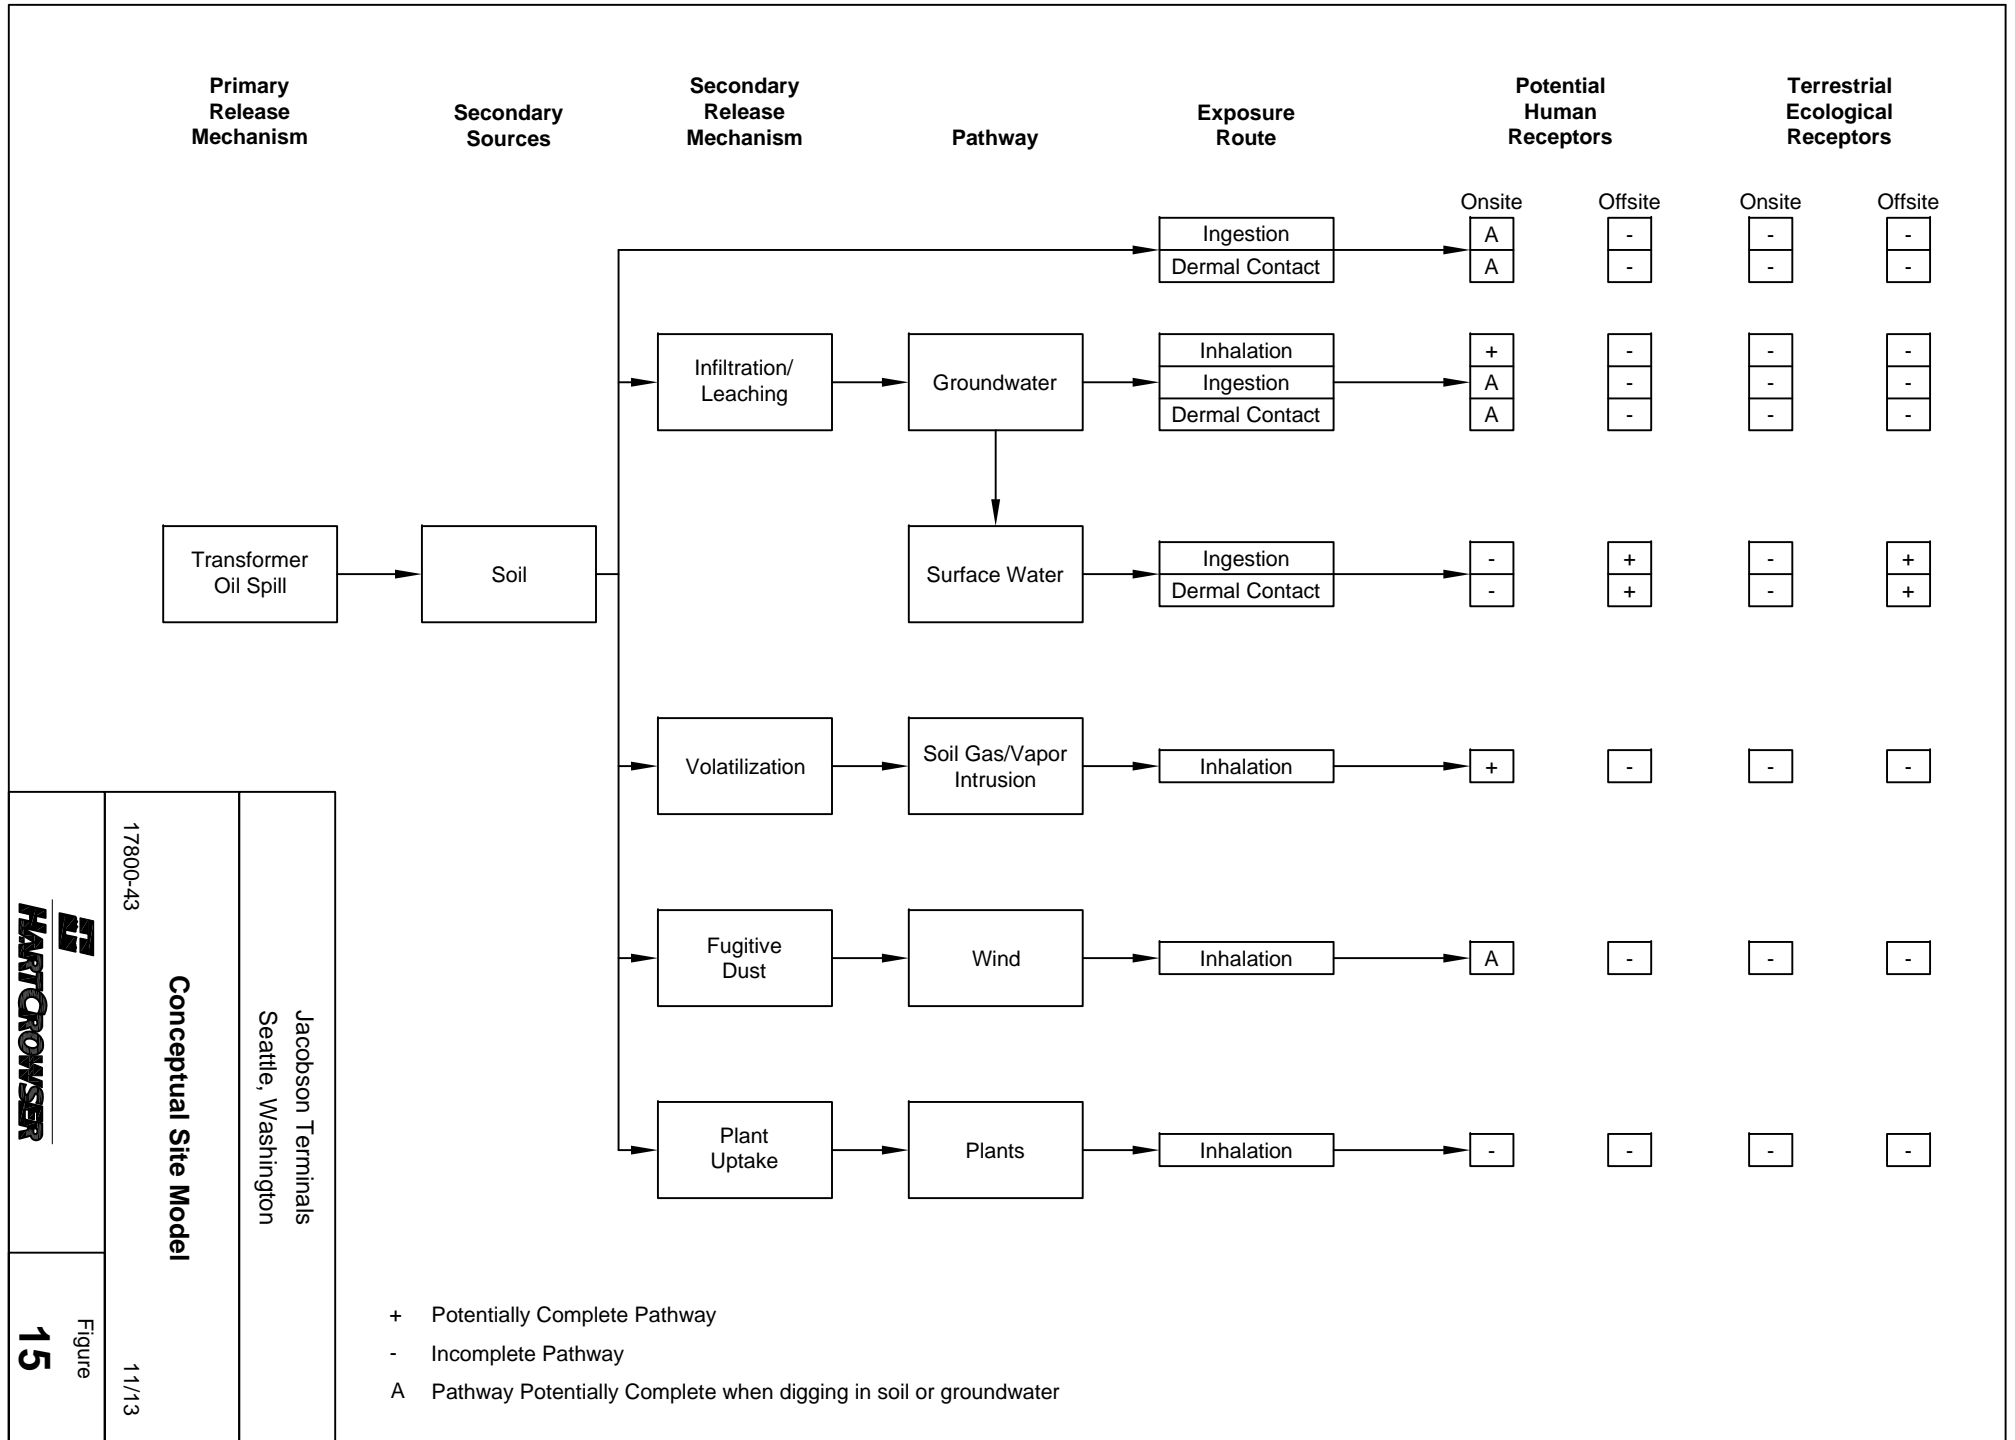 Primary
Release
Mechanism
Secondary
Sources
Secondary
Release
Mechanism
Pathway
Exposure
Route
Potential
Human
Receptors
Terrestrial
Ecological
Receptors
Onsite
Offsite
Onsite
Offsite
Ingestion A - - -
Dermal Contact A - - -
Infiltration/
Leaching
Groundwater
Inhalation + - - -
Ingestion A - - -
Dermal Contact A - - -
Transformer
Oil Spill
Soil
Surface Water
Ingestion - + - +
Dermal Contact - + - +
Volatilization
Soil Gas/Vapor
Intrusion
Inhalation + - - -
Fugitive
Dust
Wind
Inhalation A - - -
Plant
Uptake
Plants
Inhalation - - - -
+ Potentially Complete Pathway
- Incomplete Pathway
A Pathway Potentially Complete when digging in soil or groundwater
Jacobson Terminals
Seattle, Washington
Conceptual Site Model
17800-43
11/13
HARTCROWSER
Figure
15